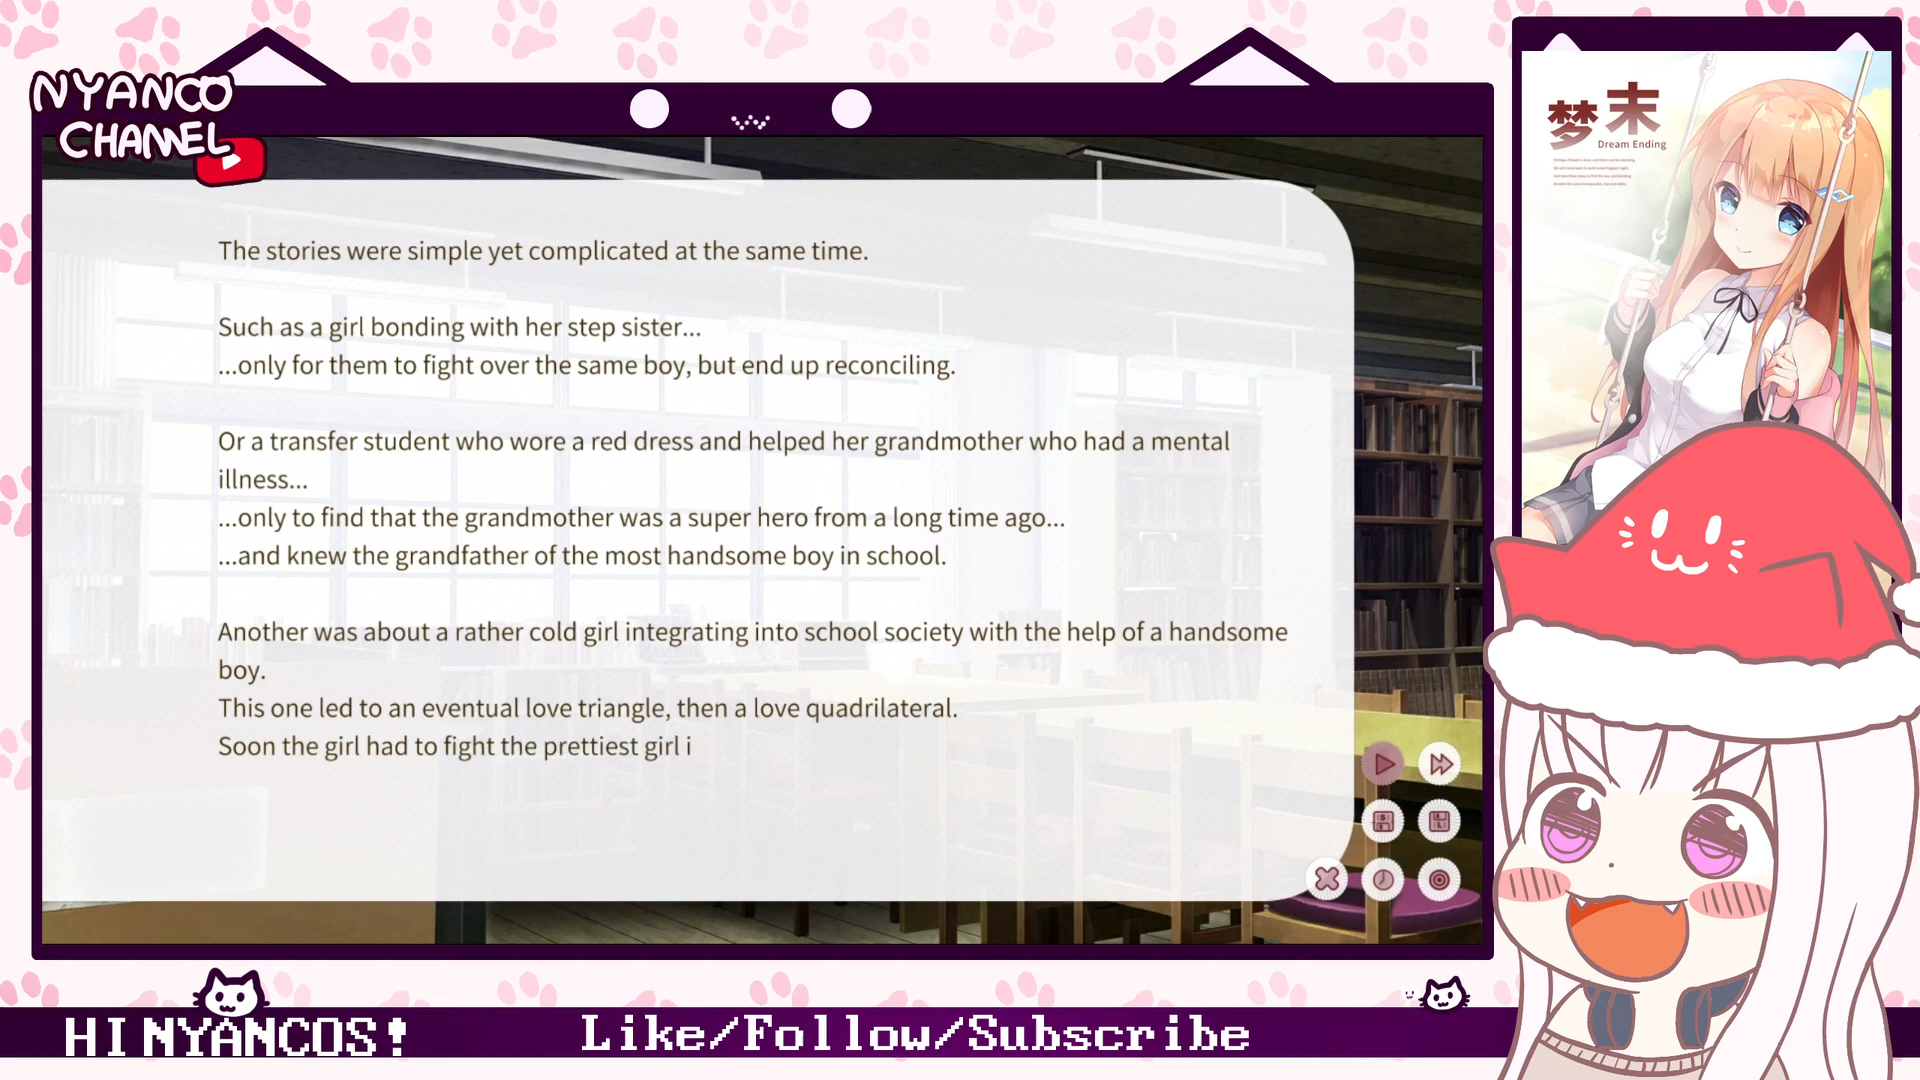 NYANCO
CHANNEL
The stories were simple yet complicated at the same time.
Such as a girl bonding with her step sister...
...only for them to fight over the same boy, but end up reconciling.
Or a transfer student who wore a red dress and helped her grandmother who had a mental
illness...
...only to find that the grandmother was a super hero from a long time ago...
...and knew the grandfather of the most handsome boy in school.
Another was about a rather cold girl integrating into school society with the help of a handsome
boy.
This one led to an eventual love triangle, then a love quadrilateral.
Soon the girl had to fight the prettiest girl i
梦末
Dream Ending
HI NYANCOS!
Like/Follow/Subscribe